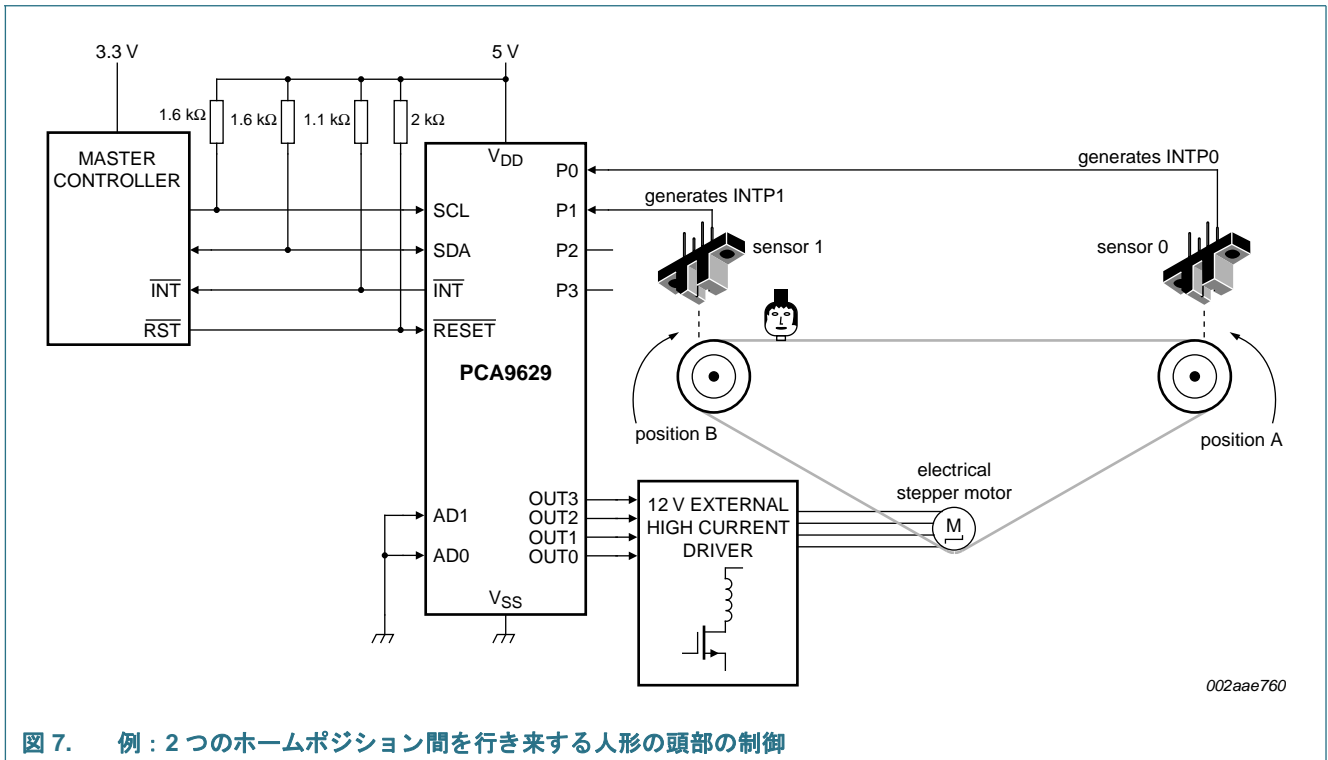 3.3 V
5 V
1.6 kΩ
1.6 kΩ
1.1 kΩ
2 kΩ
MASTER
CONTROLLER
INT
RST
VDD
SCL
SDA
INT
RESET
PCA9629
AD1
AD0
VSS
P0
P1
P2
P3
OUT3
OUT2
OUT1
OUT0
generates INTP0
generates INTP1
sensor 1
sensor 0
position B
position A
electrical
stepper motor
M
12 V EXTERNAL
HIGH CURRENT
DRIVER
002aae760
図 7. 例：2 つのホームポジション間を行き来する人形の頭部の制御